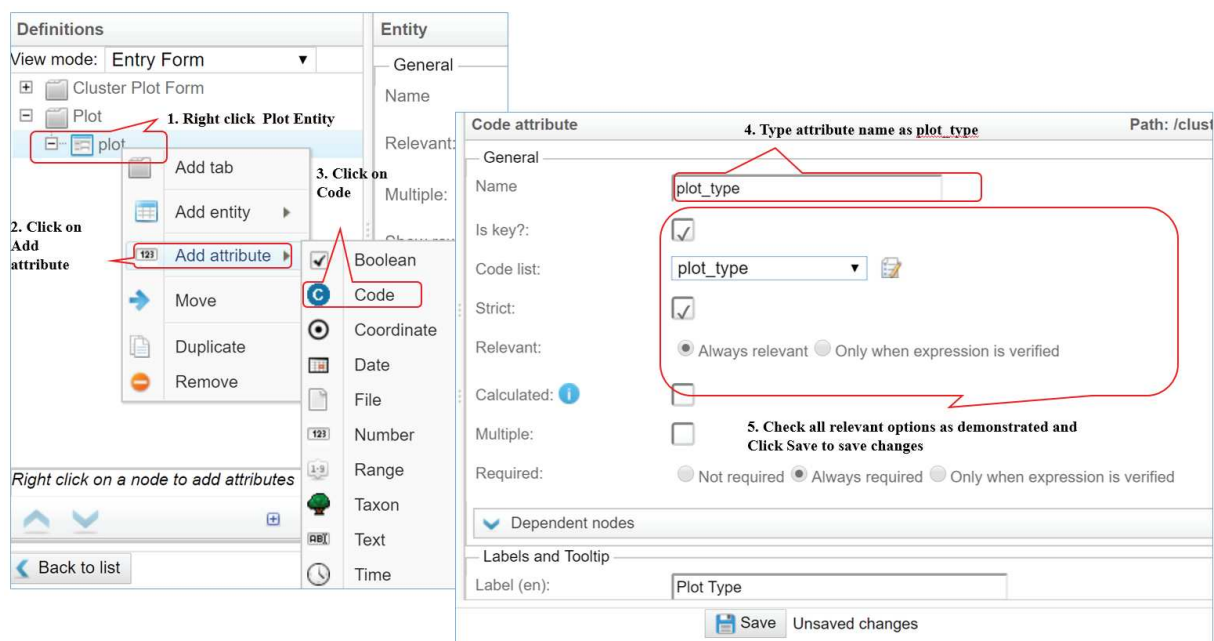 Definitions
View mode: Entry Form
Cluster Plot Form
Plot
1. Right click Plot Entity
plot
Add tab
2. Click on
Add
attribute
Add entity
Add attribute
Move
Duplicate
Remove
3. Click on
Code
Boolean
Code
Coordinate
Date
File
Number
Range
Taxon
Text
Time
Right click on a node to add attributes
Back to list
Entity
General
Name
Relevant:
Multiple:
Code attribute
4. Type attribute name as plot_type
Path: /clust
General
Name
plot_type
Is key?:
Code list:
plot_type
Strict:
Relevant:
Always relevant Only when expression is verified
Calculated:
5. Check all relevant options as demonstrated and
Click Save to save changes
Multiple:
Required:
Not required Always required Only when expression is verified
Dependent nodes
Labels and Tooltip
Label (en):
Plot Type
Save Unsaved changes